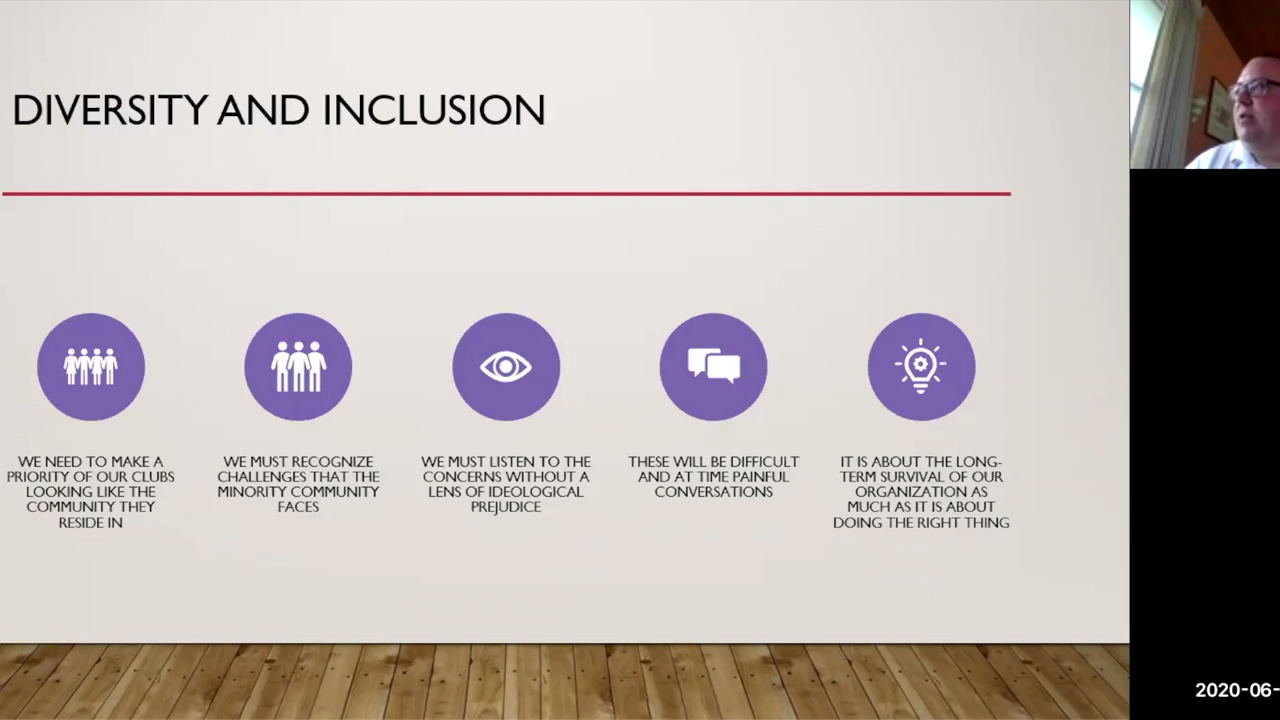 DIVERSITY AND INCLUSION
WE NEED TO MAKE A
PRIORITY OF OUR CLUBS
LOOKING LIKE THE
COMMUNITY THEY
RESIDE IN
WE MUST RECOGNIZE
CHALLENGES THAT THE
MINORITY COMMUNITY
FACES
WE MUST LISTEN TO THE
CONCERNS WITHOUT A
LENS OF IDEOLOGICAL
PREJUDICE
THESE WILL BE DIFFICULT
AND AT TIME PAINFUL
CONVERSATIONS
IT IS ABOUT THE LONG-
TERM SURVIVAL OF OUR
ORGANIZATION AS
MUCH AS IT IS ABOUT
DOING THE RIGHT THING
2020-06-